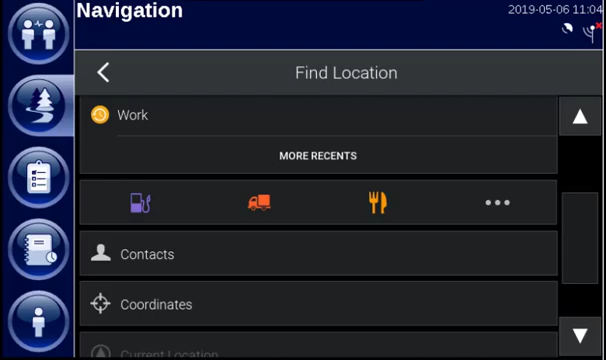 Navigation
2019-05-06 11:04
Find Location
Work
MORE RECENTS
Contacts
Coordinates
Current Location